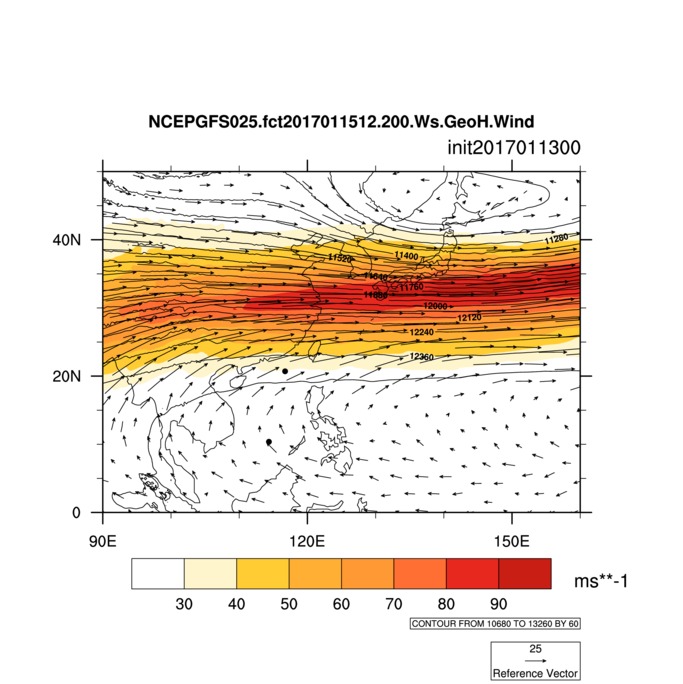 NCEPGFS025.fct2017011512.200.Ws.GeoH.Wind
init2017011300
40N
20N
0
11280
11520
11400
11640
11760
11880
12000
12120
12240
12360
90E
120E
150E
30 40 50 60 70 80 90
ms**-1
CONTOUR FROM 10680 TO 13260 BY 60
25
Reference Vector